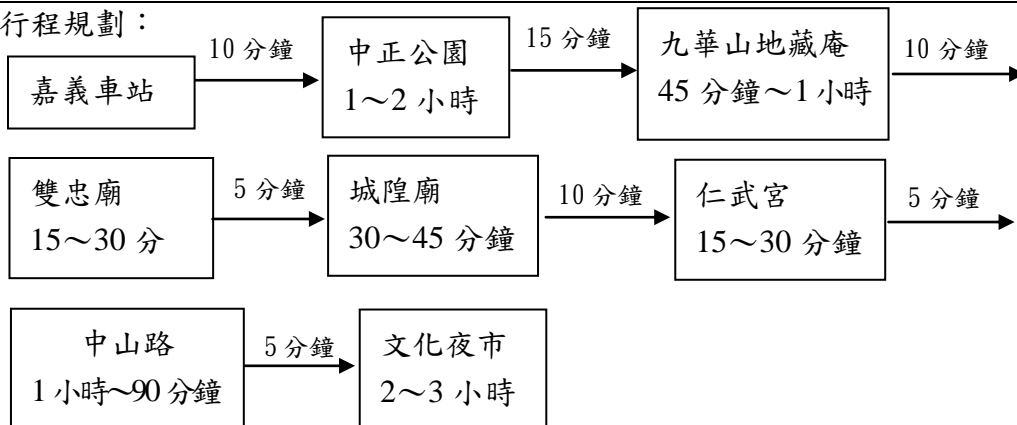 行程規劃：
嘉義車站
10 分鐘
中正公園
1～2 小時
15 分鐘
九華山地藏庵
45 分鐘～1 小時
10 分鐘
雙忠廟
15～30 分
5 分鐘
城隍廟
30～45 分鐘
10 分鐘
仁武宮
15～30 分鐘
5 分鐘
中山路
1 小時～90 分鐘
5 分鐘
文化夜市
2～3 小時